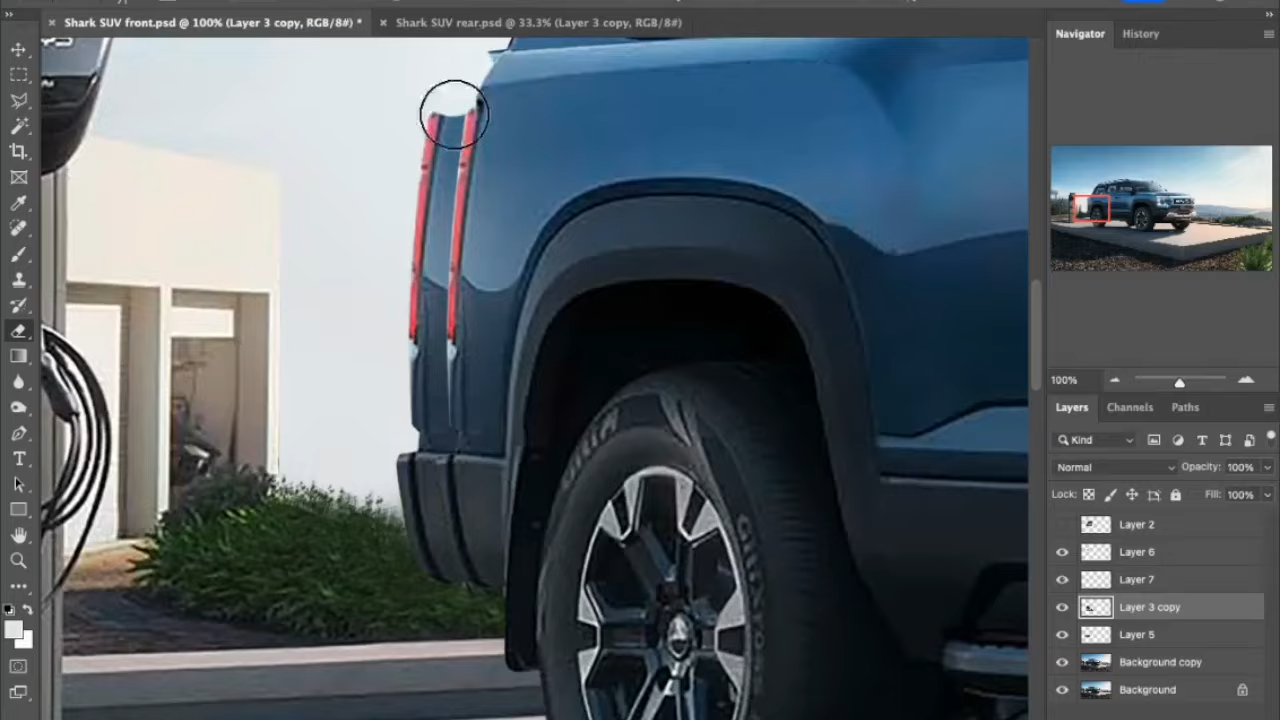 Shark SUV front.psd @ 100% (Layer 3 copy, RGB/8#) *
Shark SUV rear.psd @ 33.3% (Layer 3 copy, RGB/8#)
Navigator
History
100%
Layers
Channels
Paths
Kind
Normal
Opacity: 100%
Lock:
Fill: 100%
Layer 2
Layer 6
Layer 7
Layer 3 copy
Layer 5
Background copy
Background